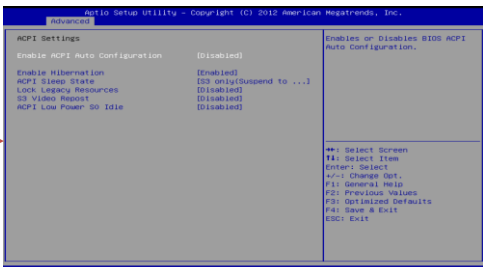 Aptio Setup Utility – Copyright (C) 2012 American Megatrends, Inc.
Advanced
ACPI Settings
Enable ACPI Auto Configuration [Disabled]
Enable Hibernation [Enabled]
ACPI Sleep State [S3 only(Suspend to ...]
Lock Legacy Resources [Disabled]
S3 Video Repost [Disabled]
ACPI Low Power S0 Idle [Disabled]
Enables or Disables BIOS ACPI
Auto Configuration.
→←: Select Screen
↑↓: Select Item
Enter: Select
+/-: Change Opt.
F1: General Help
F2: Previous Values
F3: Optimized Defaults
F4: Save & Exit
ESC: Exit